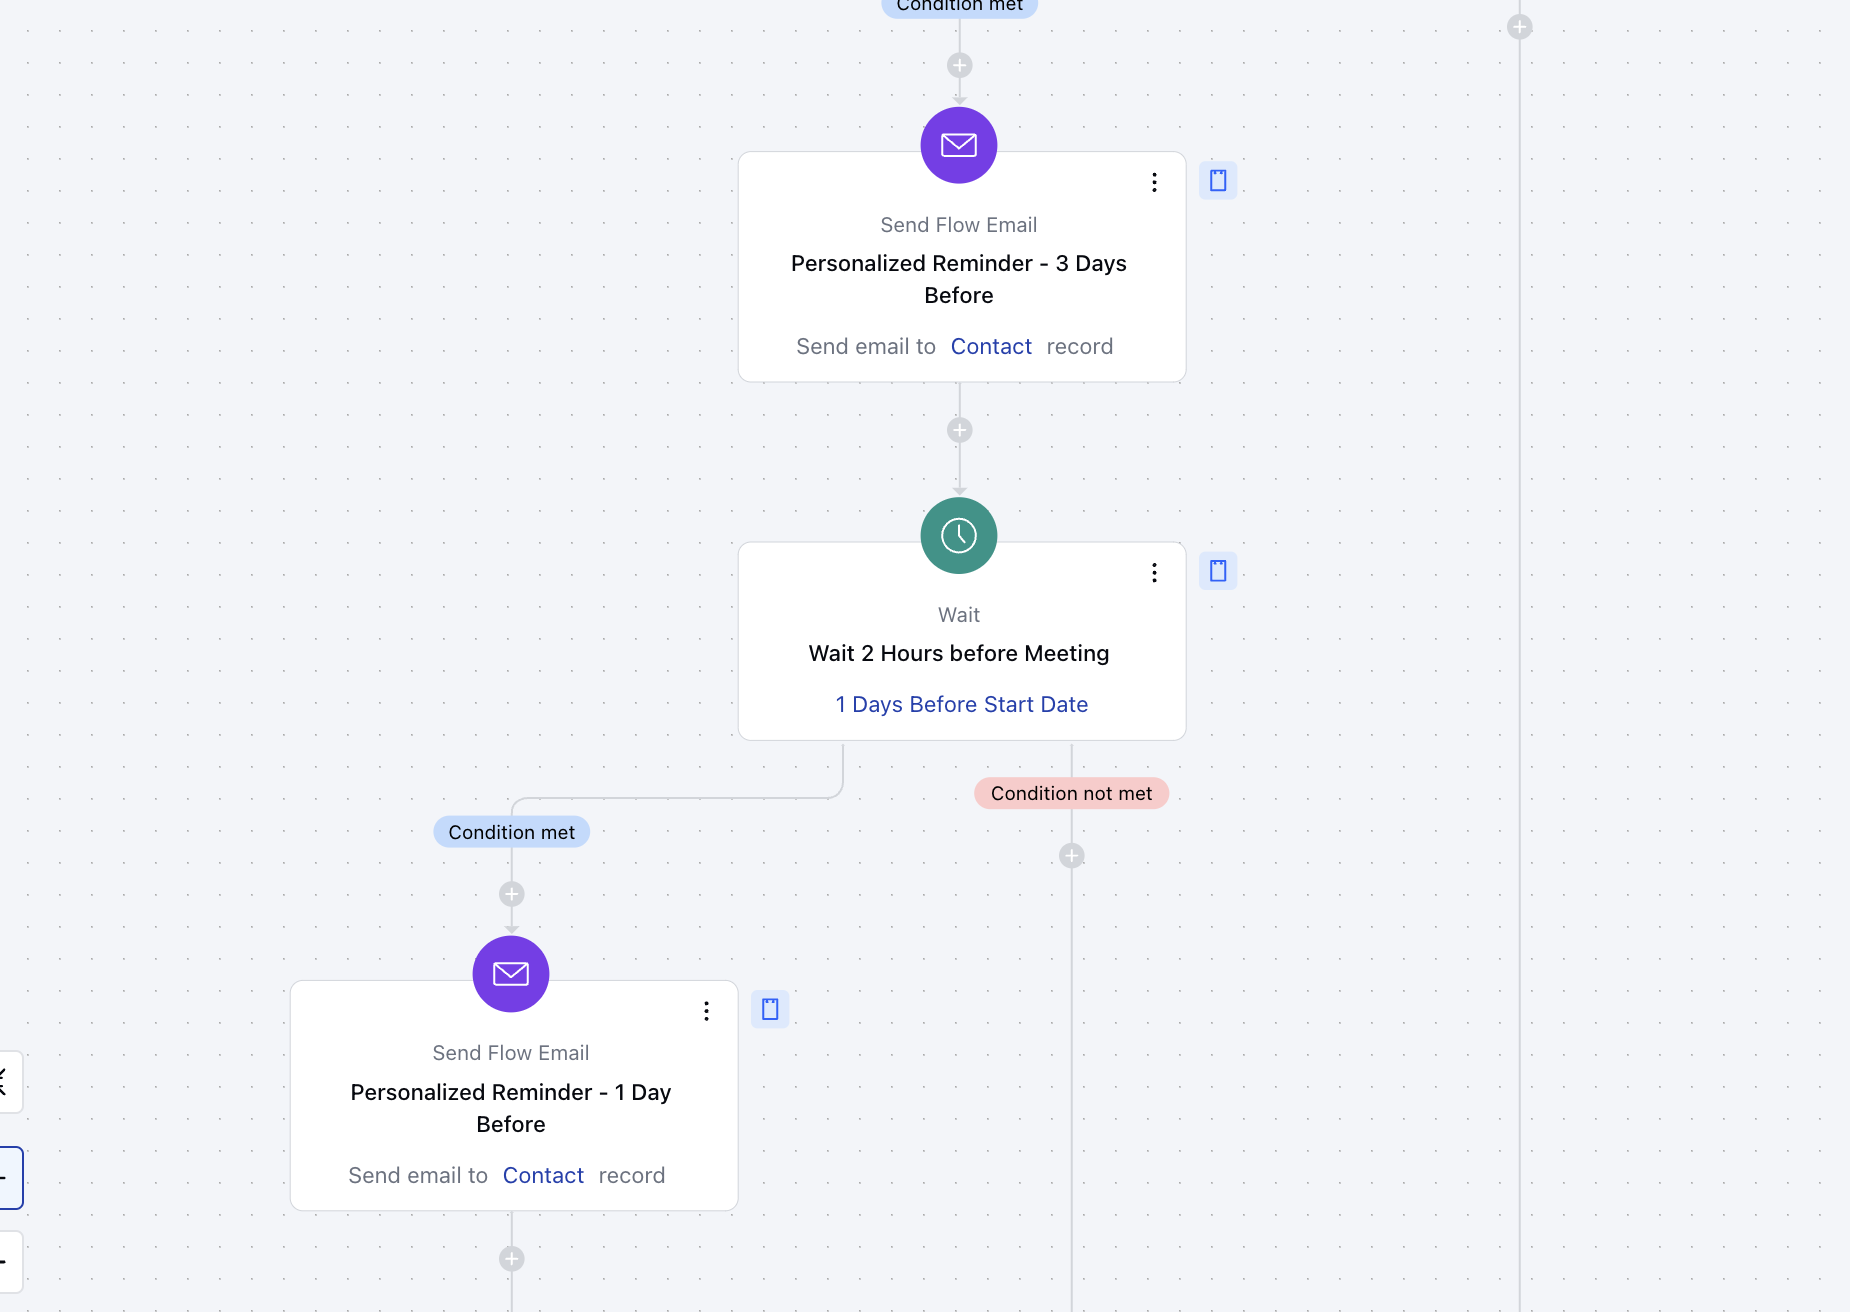 Condition met
Send Flow Email
Personalized Reminder - 3 Days
Before
Send email to Contact record
Wait
Wait 2 Hours before Meeting
1 Days Before Start Date
Condition not met
Condition met
Send Flow Email
Personalized Reminder - 1 Day
Before
Send email to Contact record